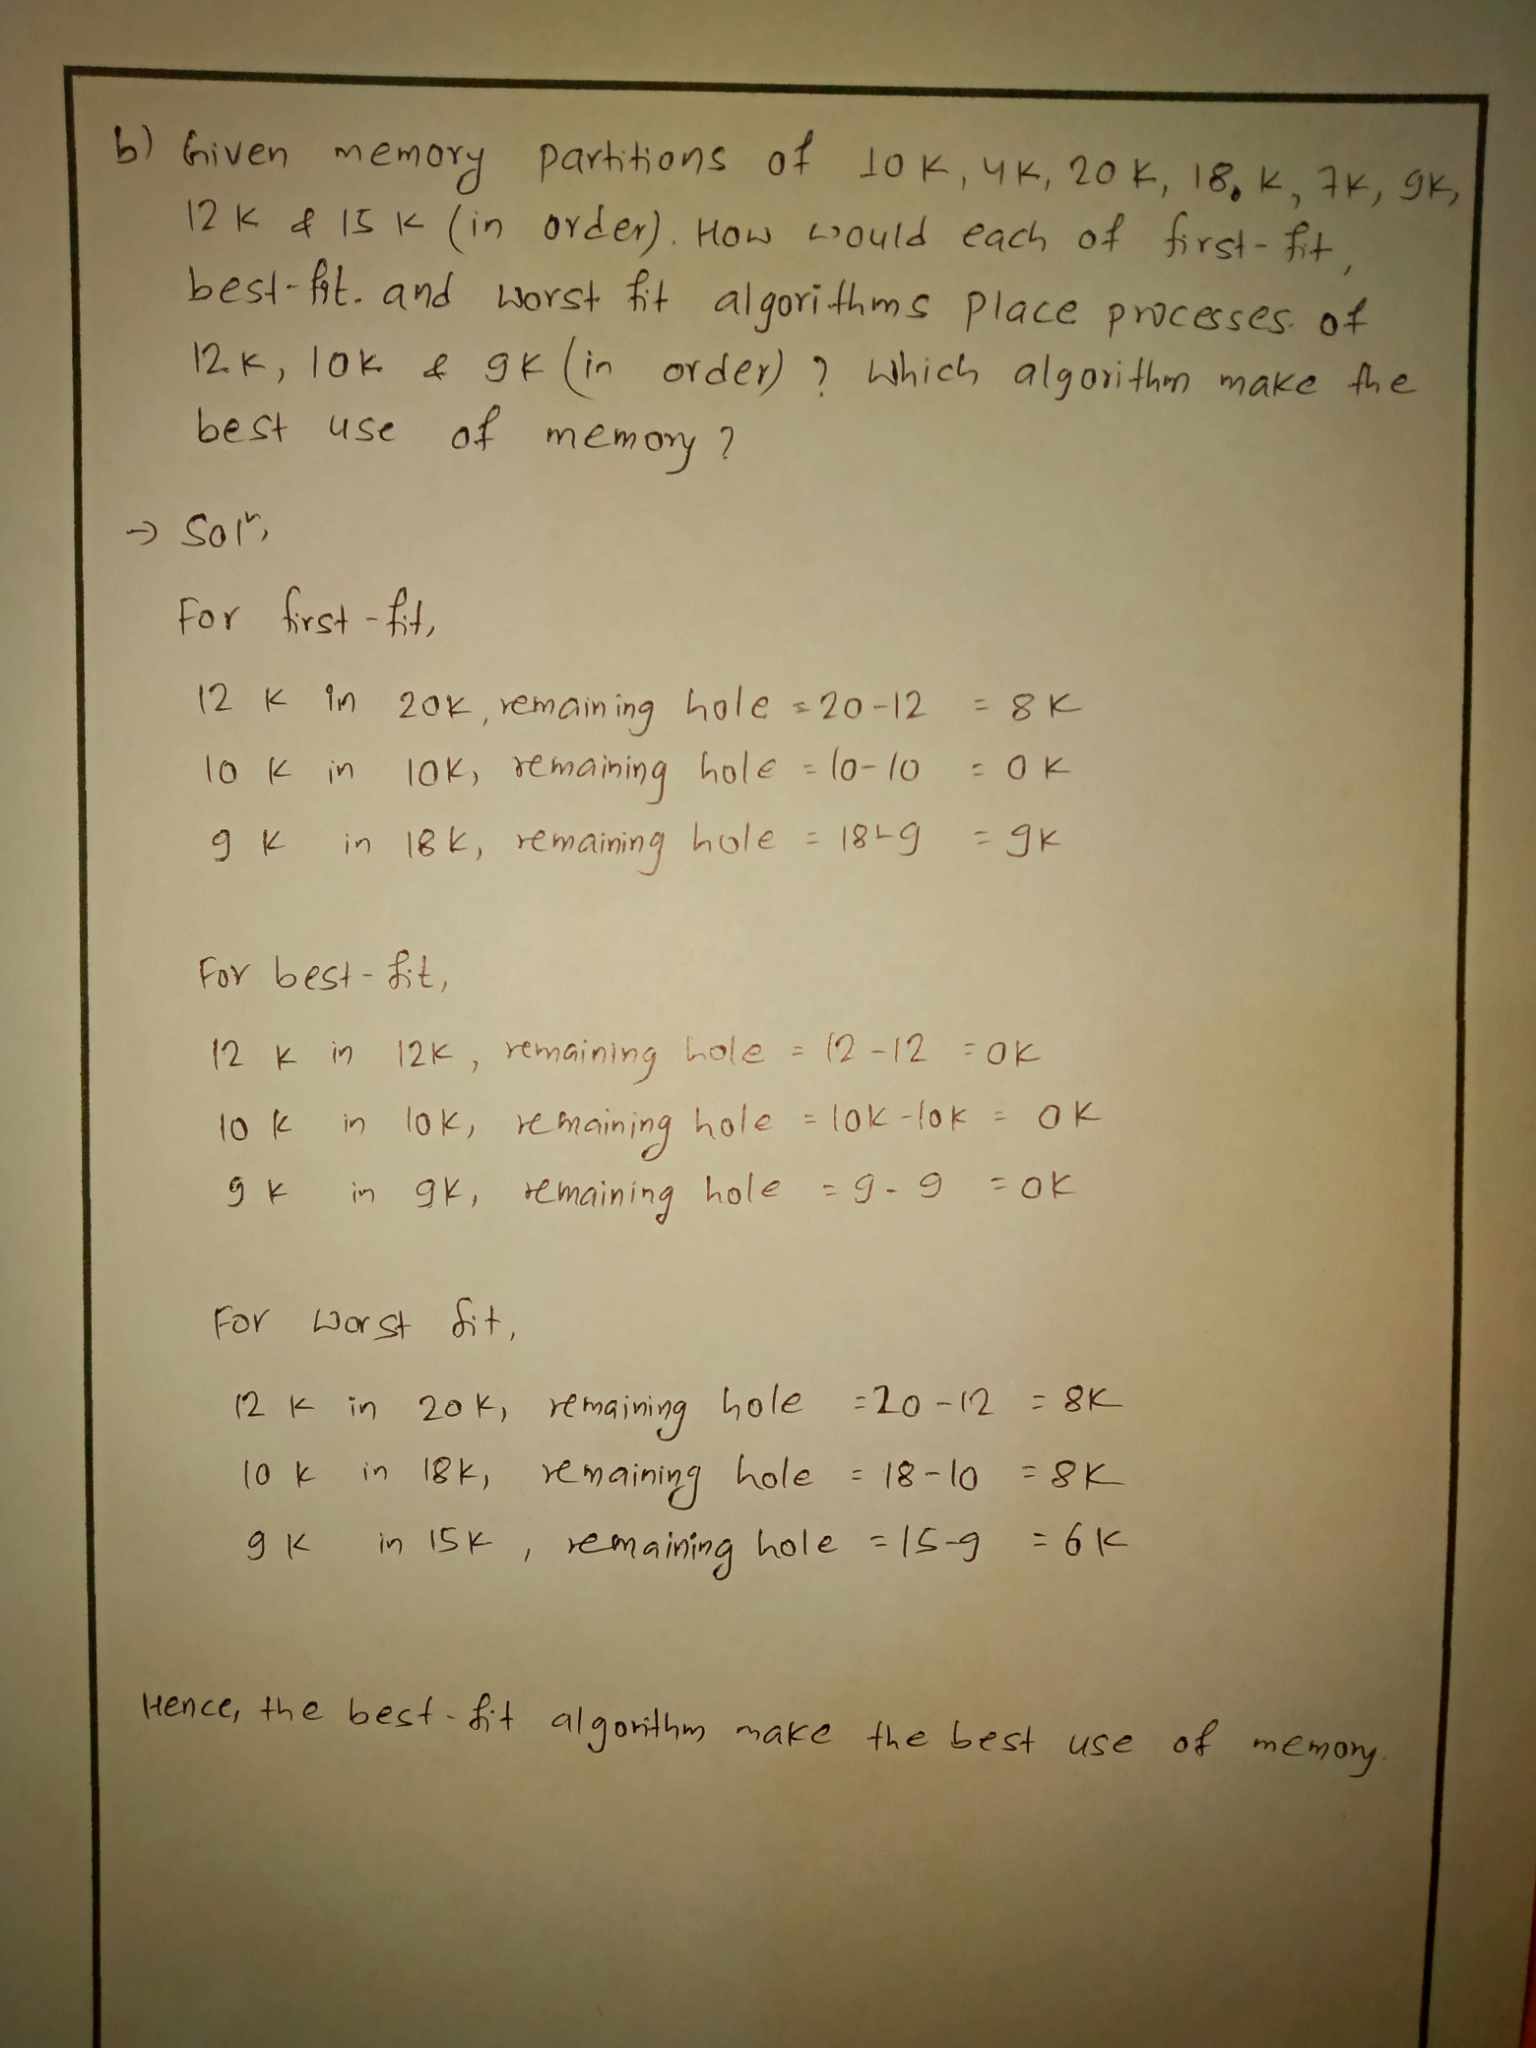 b) Given memory partitions of 10 K, 4K, 20 K, 18, K, 7K, 9K,
12 K & 15 K (in order). How would each of first-fit,
best-fit. and worst fit algorithms place processes. of
12K, 10K & 9K (in order) ? Which algorithm make the
best use of memory ?
→ Solⁿ,
For first-fit,
12 K in 20K, remaining hole = 20-12 = 8K
10 K in 10K, remaining hole = 10-10 = 0K
9 K in 18K, remaining hole = 18-9 = 9K
For best-fit,
12 K in 12K, remaining hole = 12-12 = 0K
10 K in 10K, remaining hole = 10K-10K = 0K
9 K in 9K, remaining hole = 9-9 = 0K
For worst fit,
12 K in 20K, remaining hole = 20-12 = 8K
10 K in 18K, remaining hole = 18-10 = 8K
9 K in 15K, remaining hole = 15-9 = 6K
Hence, the best-fit algorithm make the best use of memory.